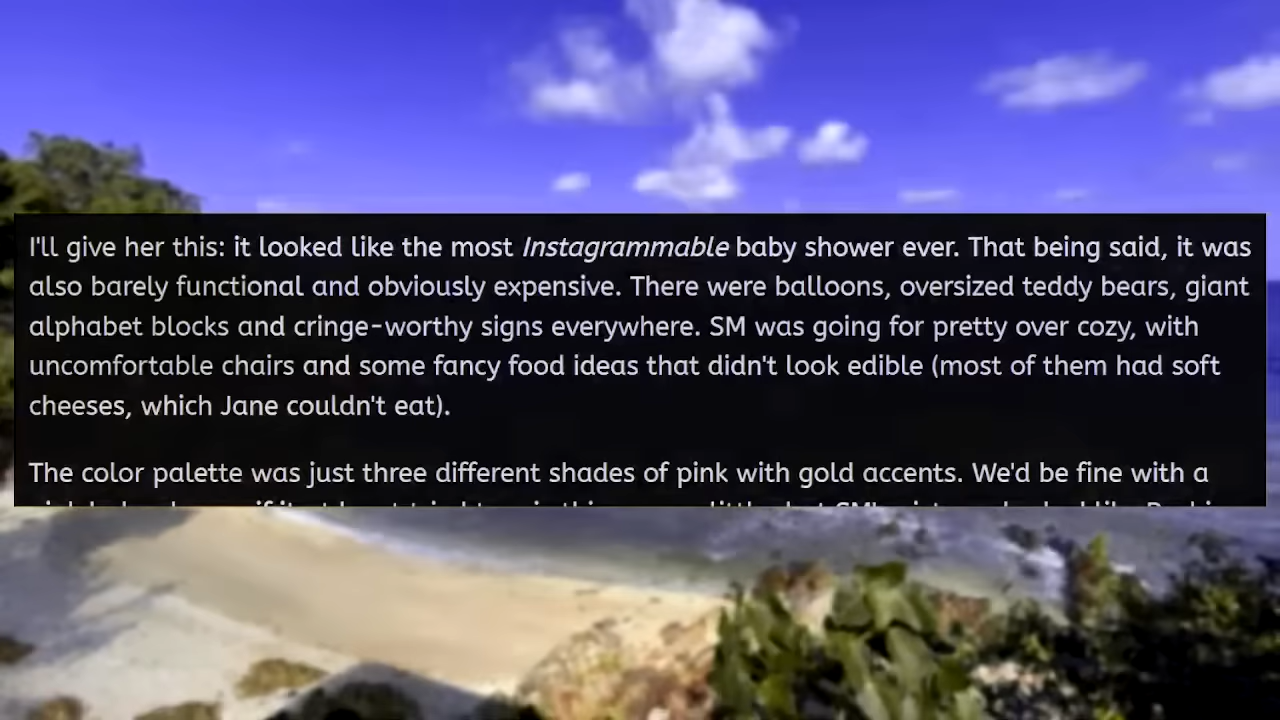 I'll give her this: it looked like the most Instagrammable baby shower ever. That being said, it was
also barely functional and obviously expensive. There were balloons, oversized teddy bears, giant
alphabet blocks and cringe-worthy signs everywhere. SM was going for pretty over cozy, with
uncomfortable chairs and some fancy food ideas that didn't look edible (most of them had soft
cheeses, which Jane couldn't eat).
The color palette was just three different shades of pink with gold accents. We'd be fine with a